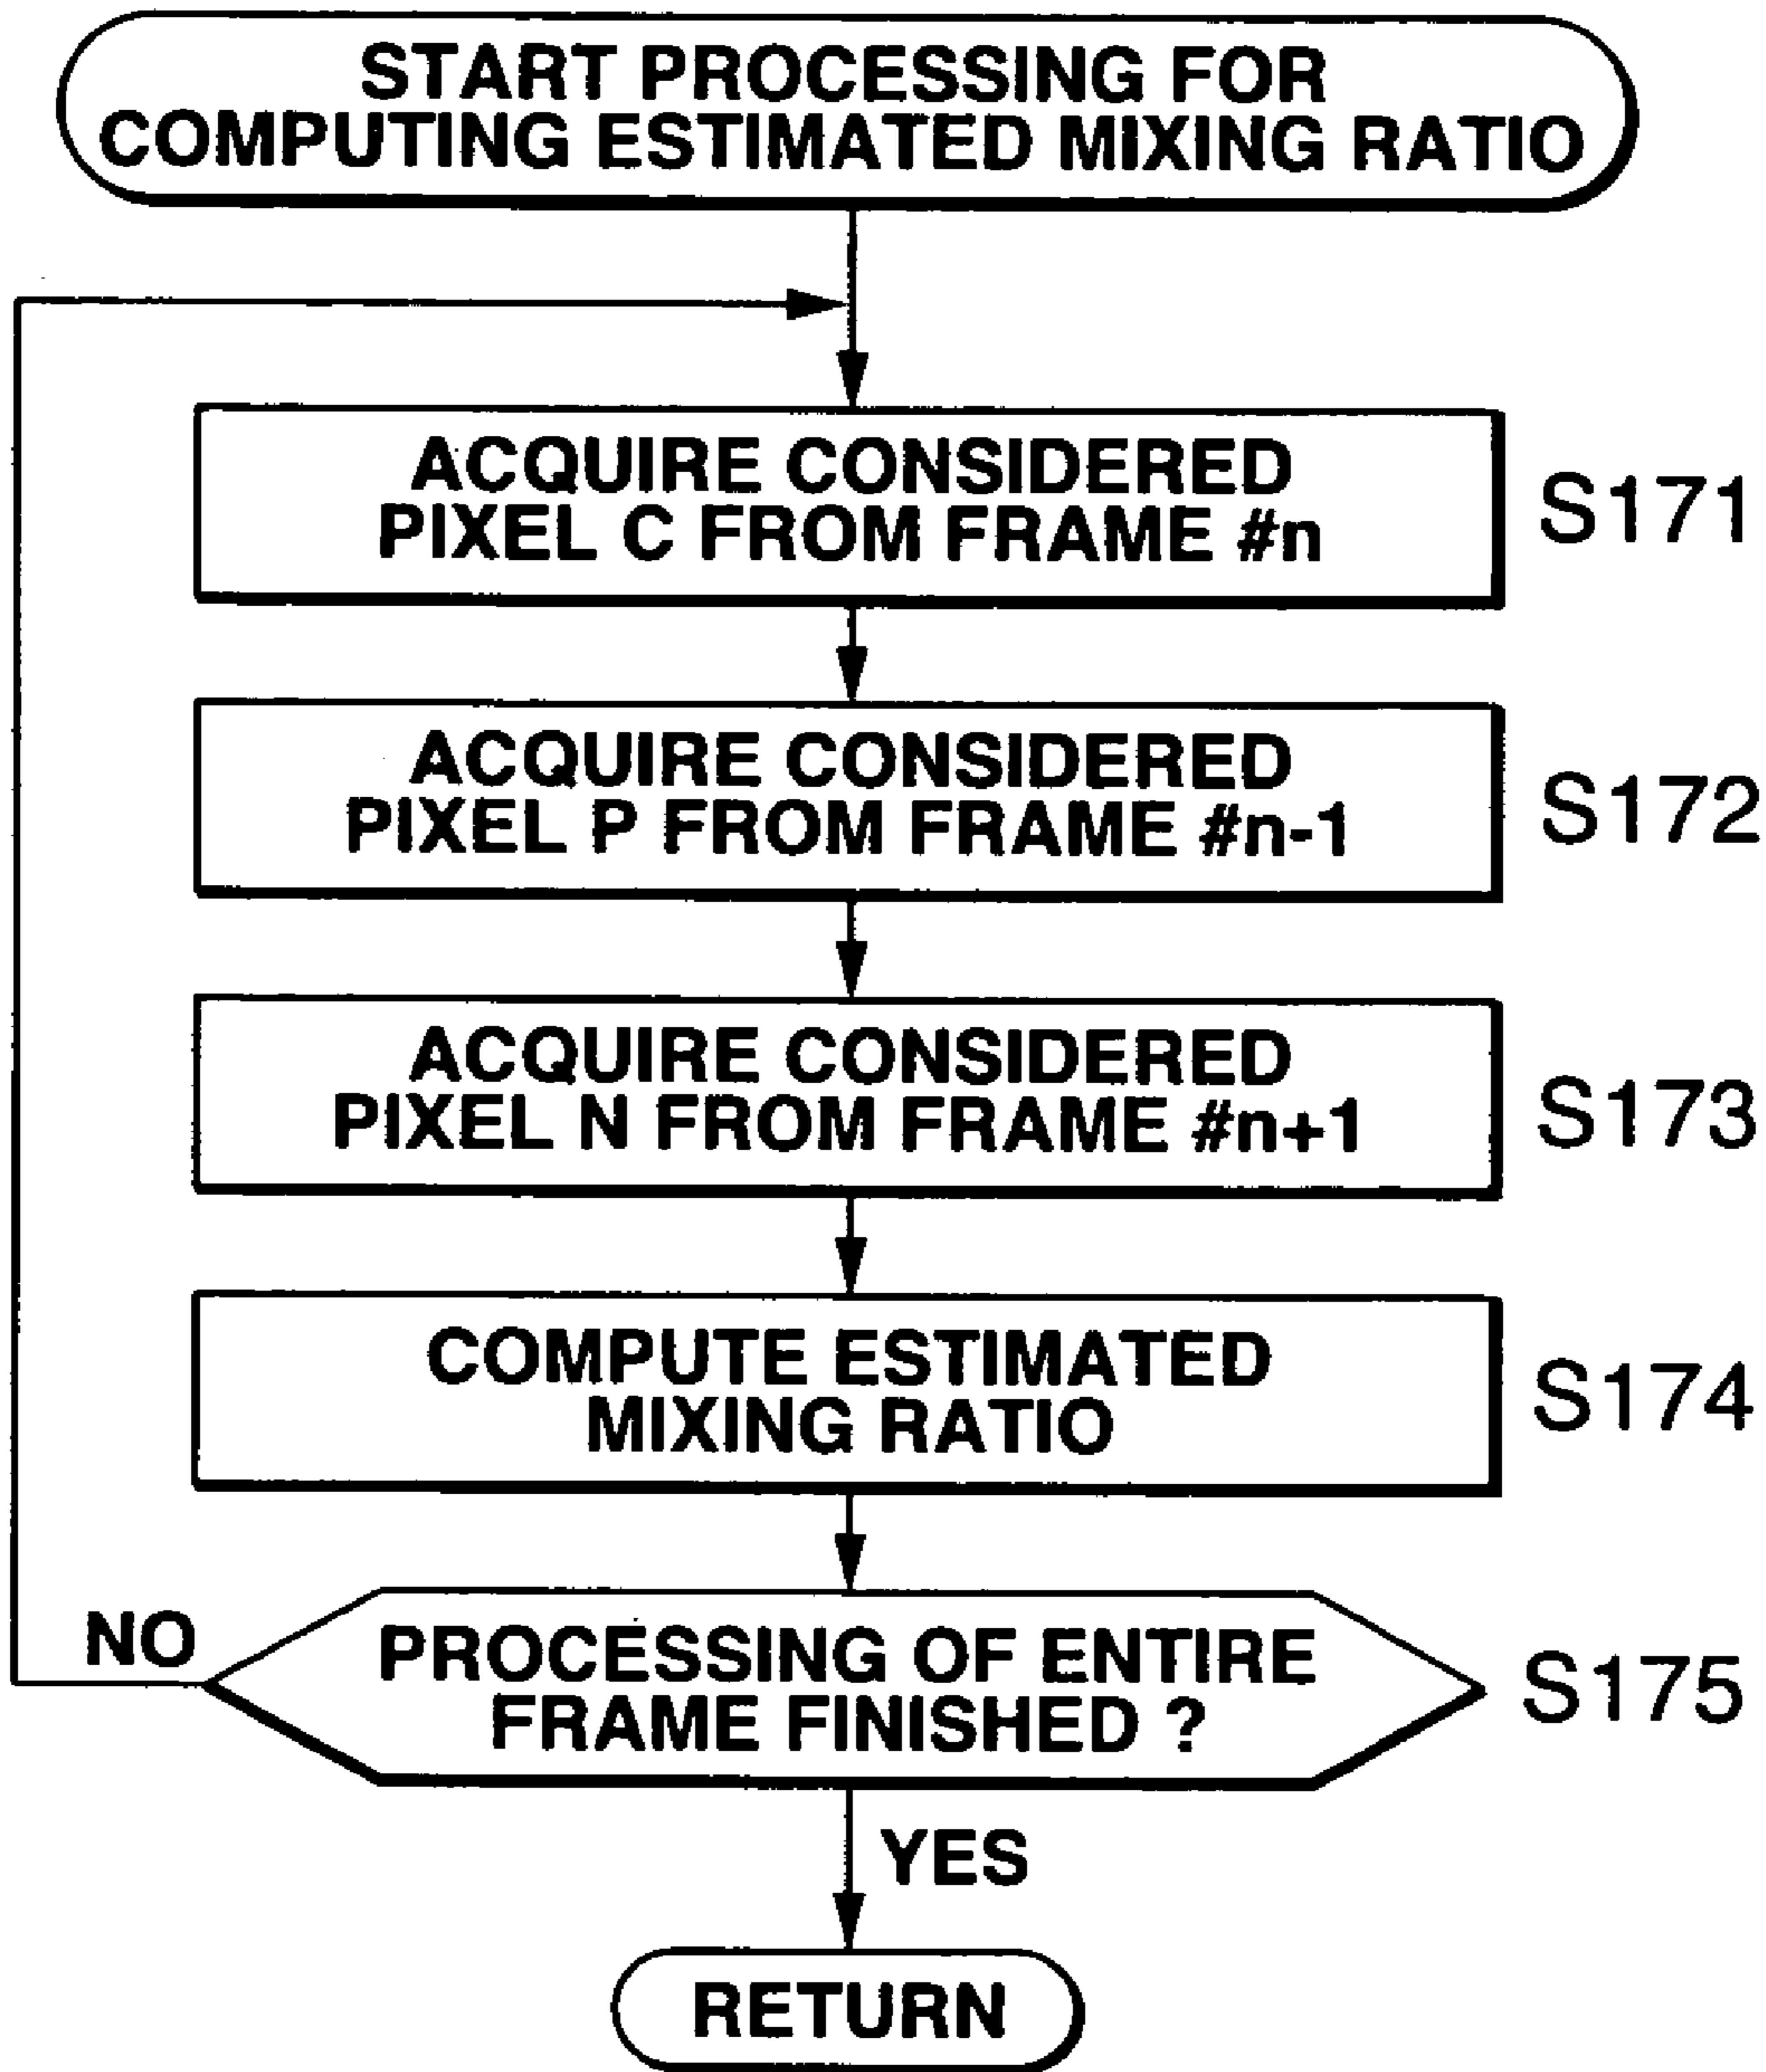 START PROCESSING FOR
COMPUTING ESTIMATED MIXING RATIO
ACQUIRE CONSIDERED
PIXEL C FROM FRAME #n
S171
ACQUIRE CONSIDERED
PIXEL P FROM FRAME #n-1
S172
ACQUIRE CONSIDERED
PIXEL N FROM FRAME #n+1
S173
COMPUTE ESTIMATED
MIXING RATIO
S174
NO
PROCESSING OF ENTIRE
FRAME FINISHED ?
S175
YES
RETURN